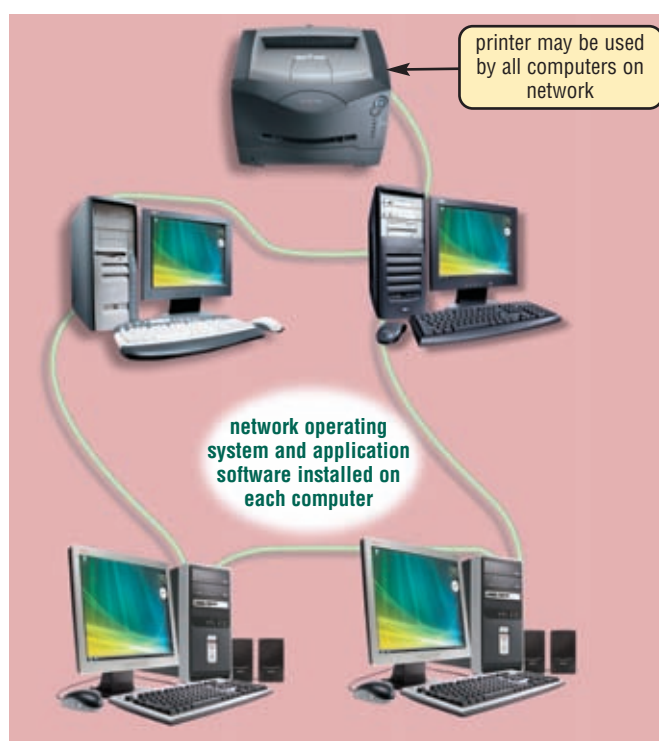 printer may be used
by all computers on
network
network operating
system and application
software installed on
each computer